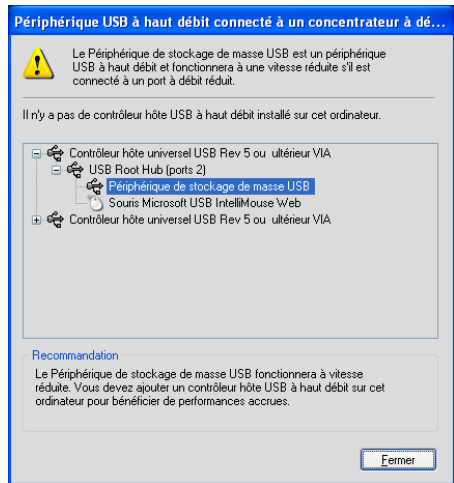 Périphérique USB à haut débit connecté à un concentrateur à dé...
Le Périphérique de stockage de masse USB est un périphérique
USB à haut débit et fonctionnera à une vitesse réduite s'il est
connecté à un port à débit réduit.
Il n'y a pas de contrôleur hôte USB à haut débit installé sur cet ordinateur.
Contrôleur hôte universel USB Rev 5 ou ultérieur VIA
USB Root Hub (ports 2)
Périphérique de stockage de masse USB
Souris Microsoft USB IntelliMouse Web
Contrôleur hôte universel USB Rev 5 ou ultérieur VIA
Recommandation
Le Périphérique de stockage de masse USB fonctionnera à vitesse
réduite. Vous devez ajouter un contrôleur hôte USB à haut débit sur cet
ordinateur pour bénéficier de performances accrues.
Fermer